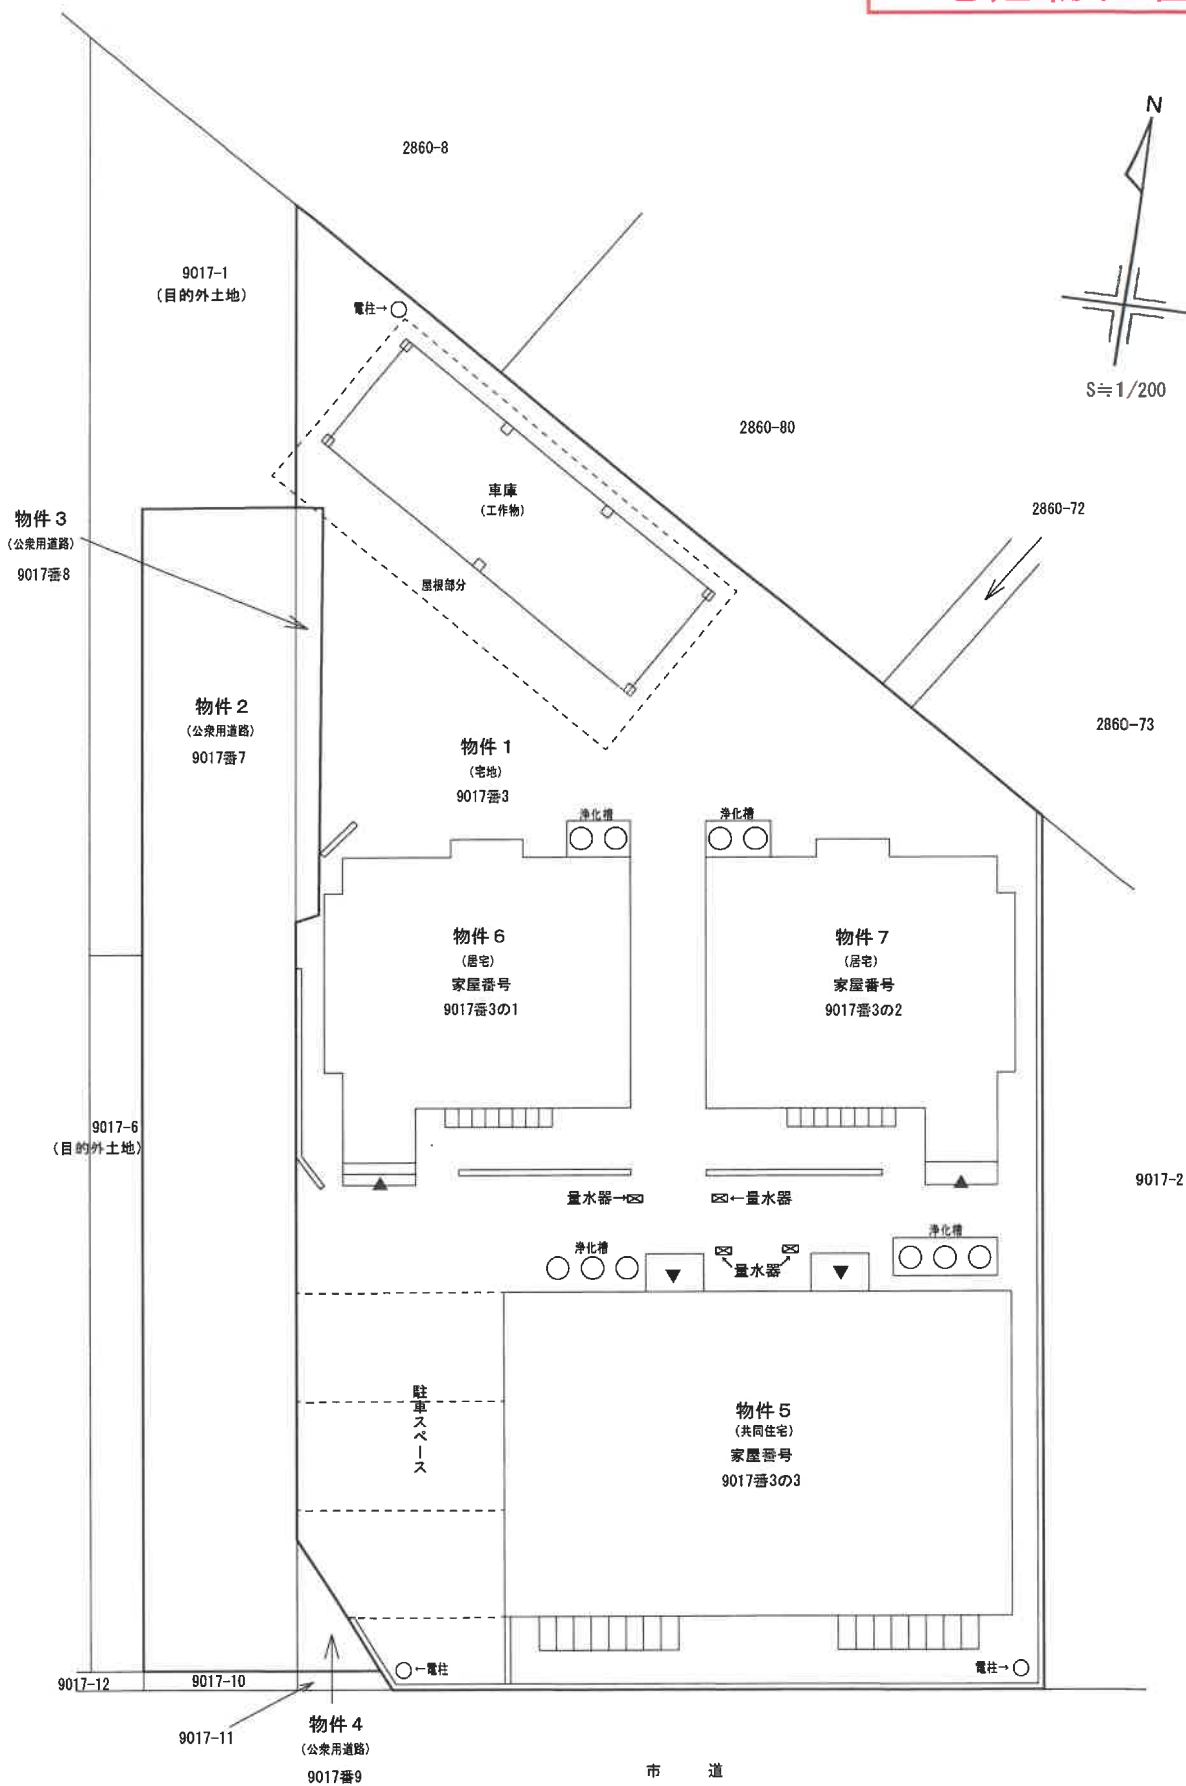 N
S≒1/200
2860-8
9017-1
(目的外土地)
電柱→
2860-80
車庫
(工作物)
2860-72
物件3
(公衆用道路)
9017番8
屋根部分
物件2
(公衆用道路)
9017番7
2860-73
物件1
(宅地)
9017番3
浄化槽
浄化槽
物件6
(居宅)
家屋番号
9017番3の1
物件7
(居宅)
家屋番号
9017番3の2
9017-6
(目的外土地)
9017-2
量水器→
←量水器
浄化槽
量水器
浄化槽
駐車スペース
物件5
(共同住宅)
家屋番号
9017番3の3
←電柱
電柱→
9017-12
9017-10
9017-11
物件4
(公衆用道路)
9017番9
市道